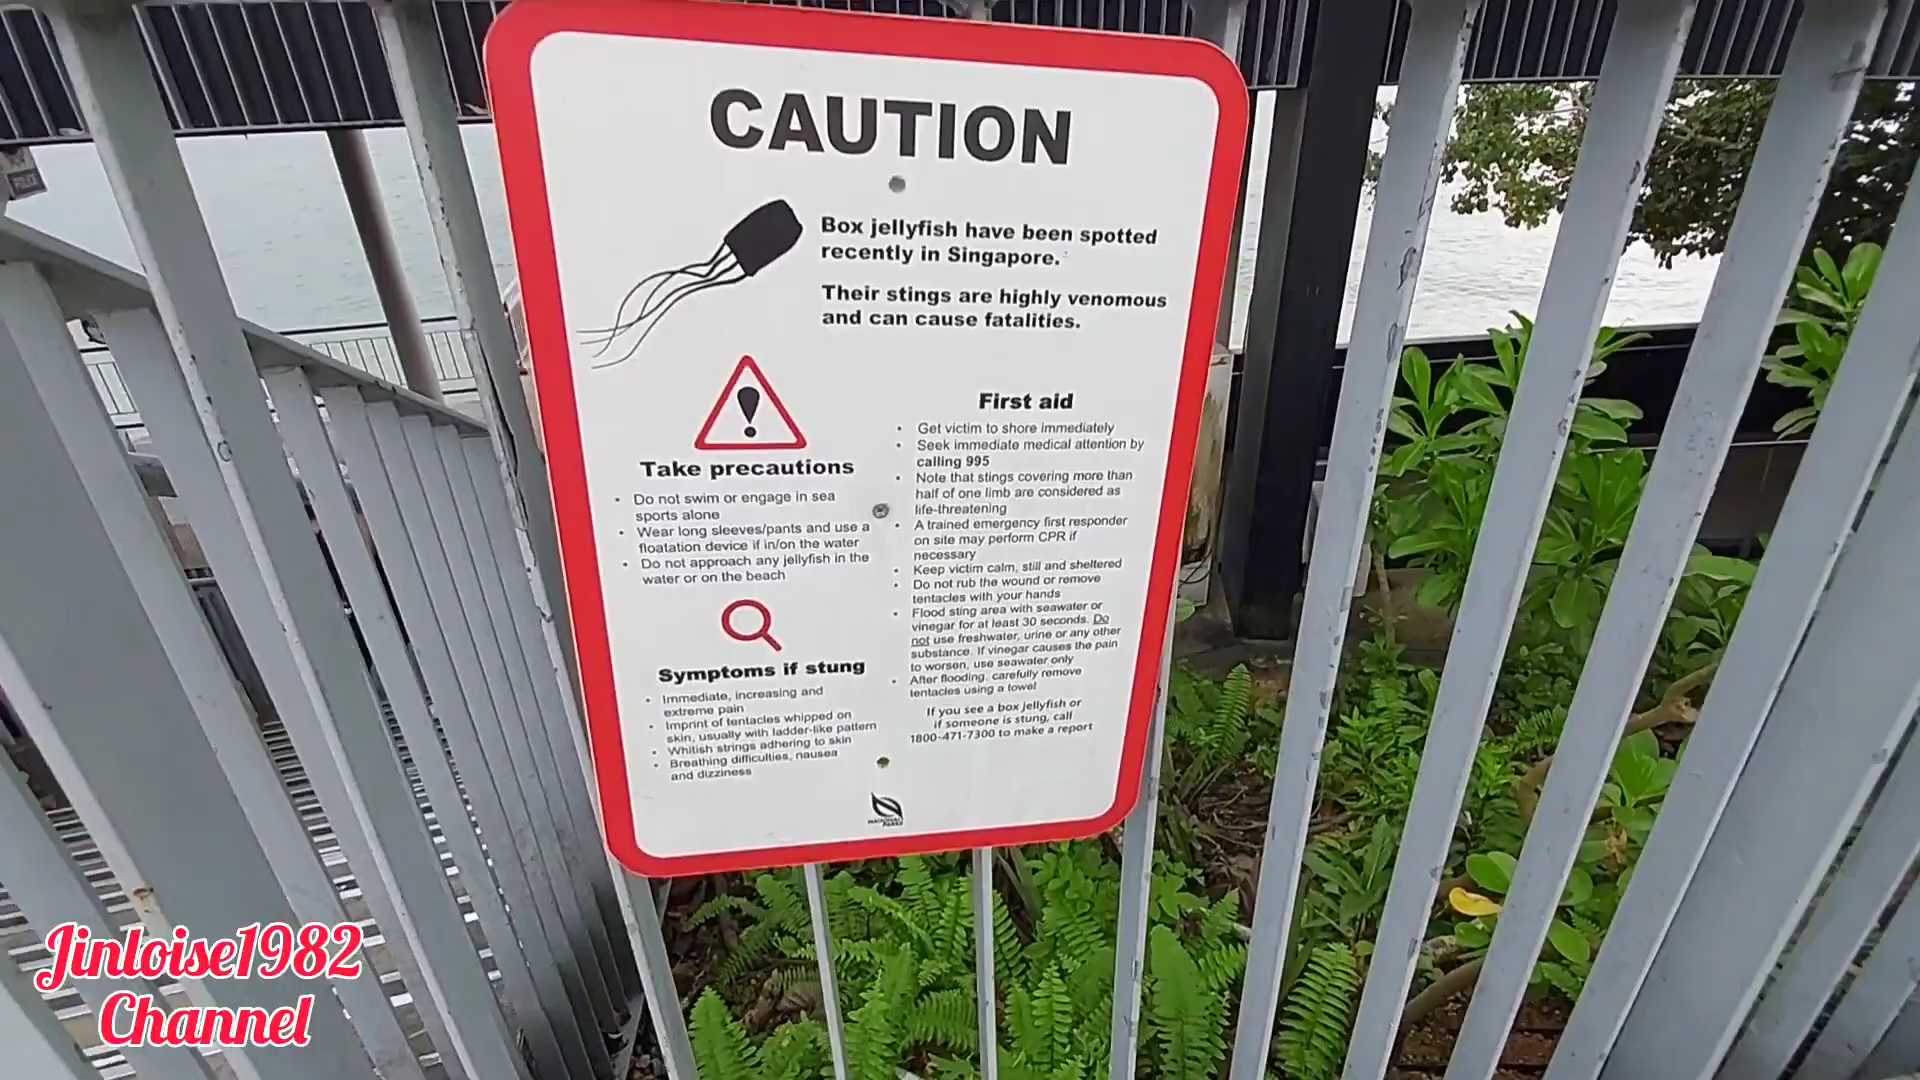 CAUTION
Box jellyfish have been spotted
recently in Singapore.
Their stings are highly venomous
and can cause fatalities.
Take precautions
• Do not swim or engage in sea
sports alone
• Wear long sleeves/pants and use a
floatation device if in/on the water
• Do not approach any jellyfish in the
water or on the beach
Symptoms if stung
• Immediate, increasing and
extreme pain
• Imprint of tentacles whipped on
skin, usually with ladder-like pattern
• Whitish strings adhering to skin
• Breathing difficulties, nausea
and dizziness
First aid
• Get victim to shore immediately
• Seek immediate medical attention by
calling 995
• Note that stings covering more than
half of one limb are considered as
life-threatening
• A trained emergency first responder
on site may perform CPR if
necessary
• Keep victim calm, still and sheltered
• Do not rub the wound or remove
tentacles with your hands
• Flood sting area with seawater or
vinegar for at least 30 seconds. Do
not use freshwater, urine or any other
substance. If vinegar causes the pain
to worsen, use seawater only
• After flooding, carefully remove
tentacles using a towel
If you see a box jellyfish or
if someone is stung, call
1800-471-7300 to make a report
NATIONAL
PARKS
Jinloise1982
Channel